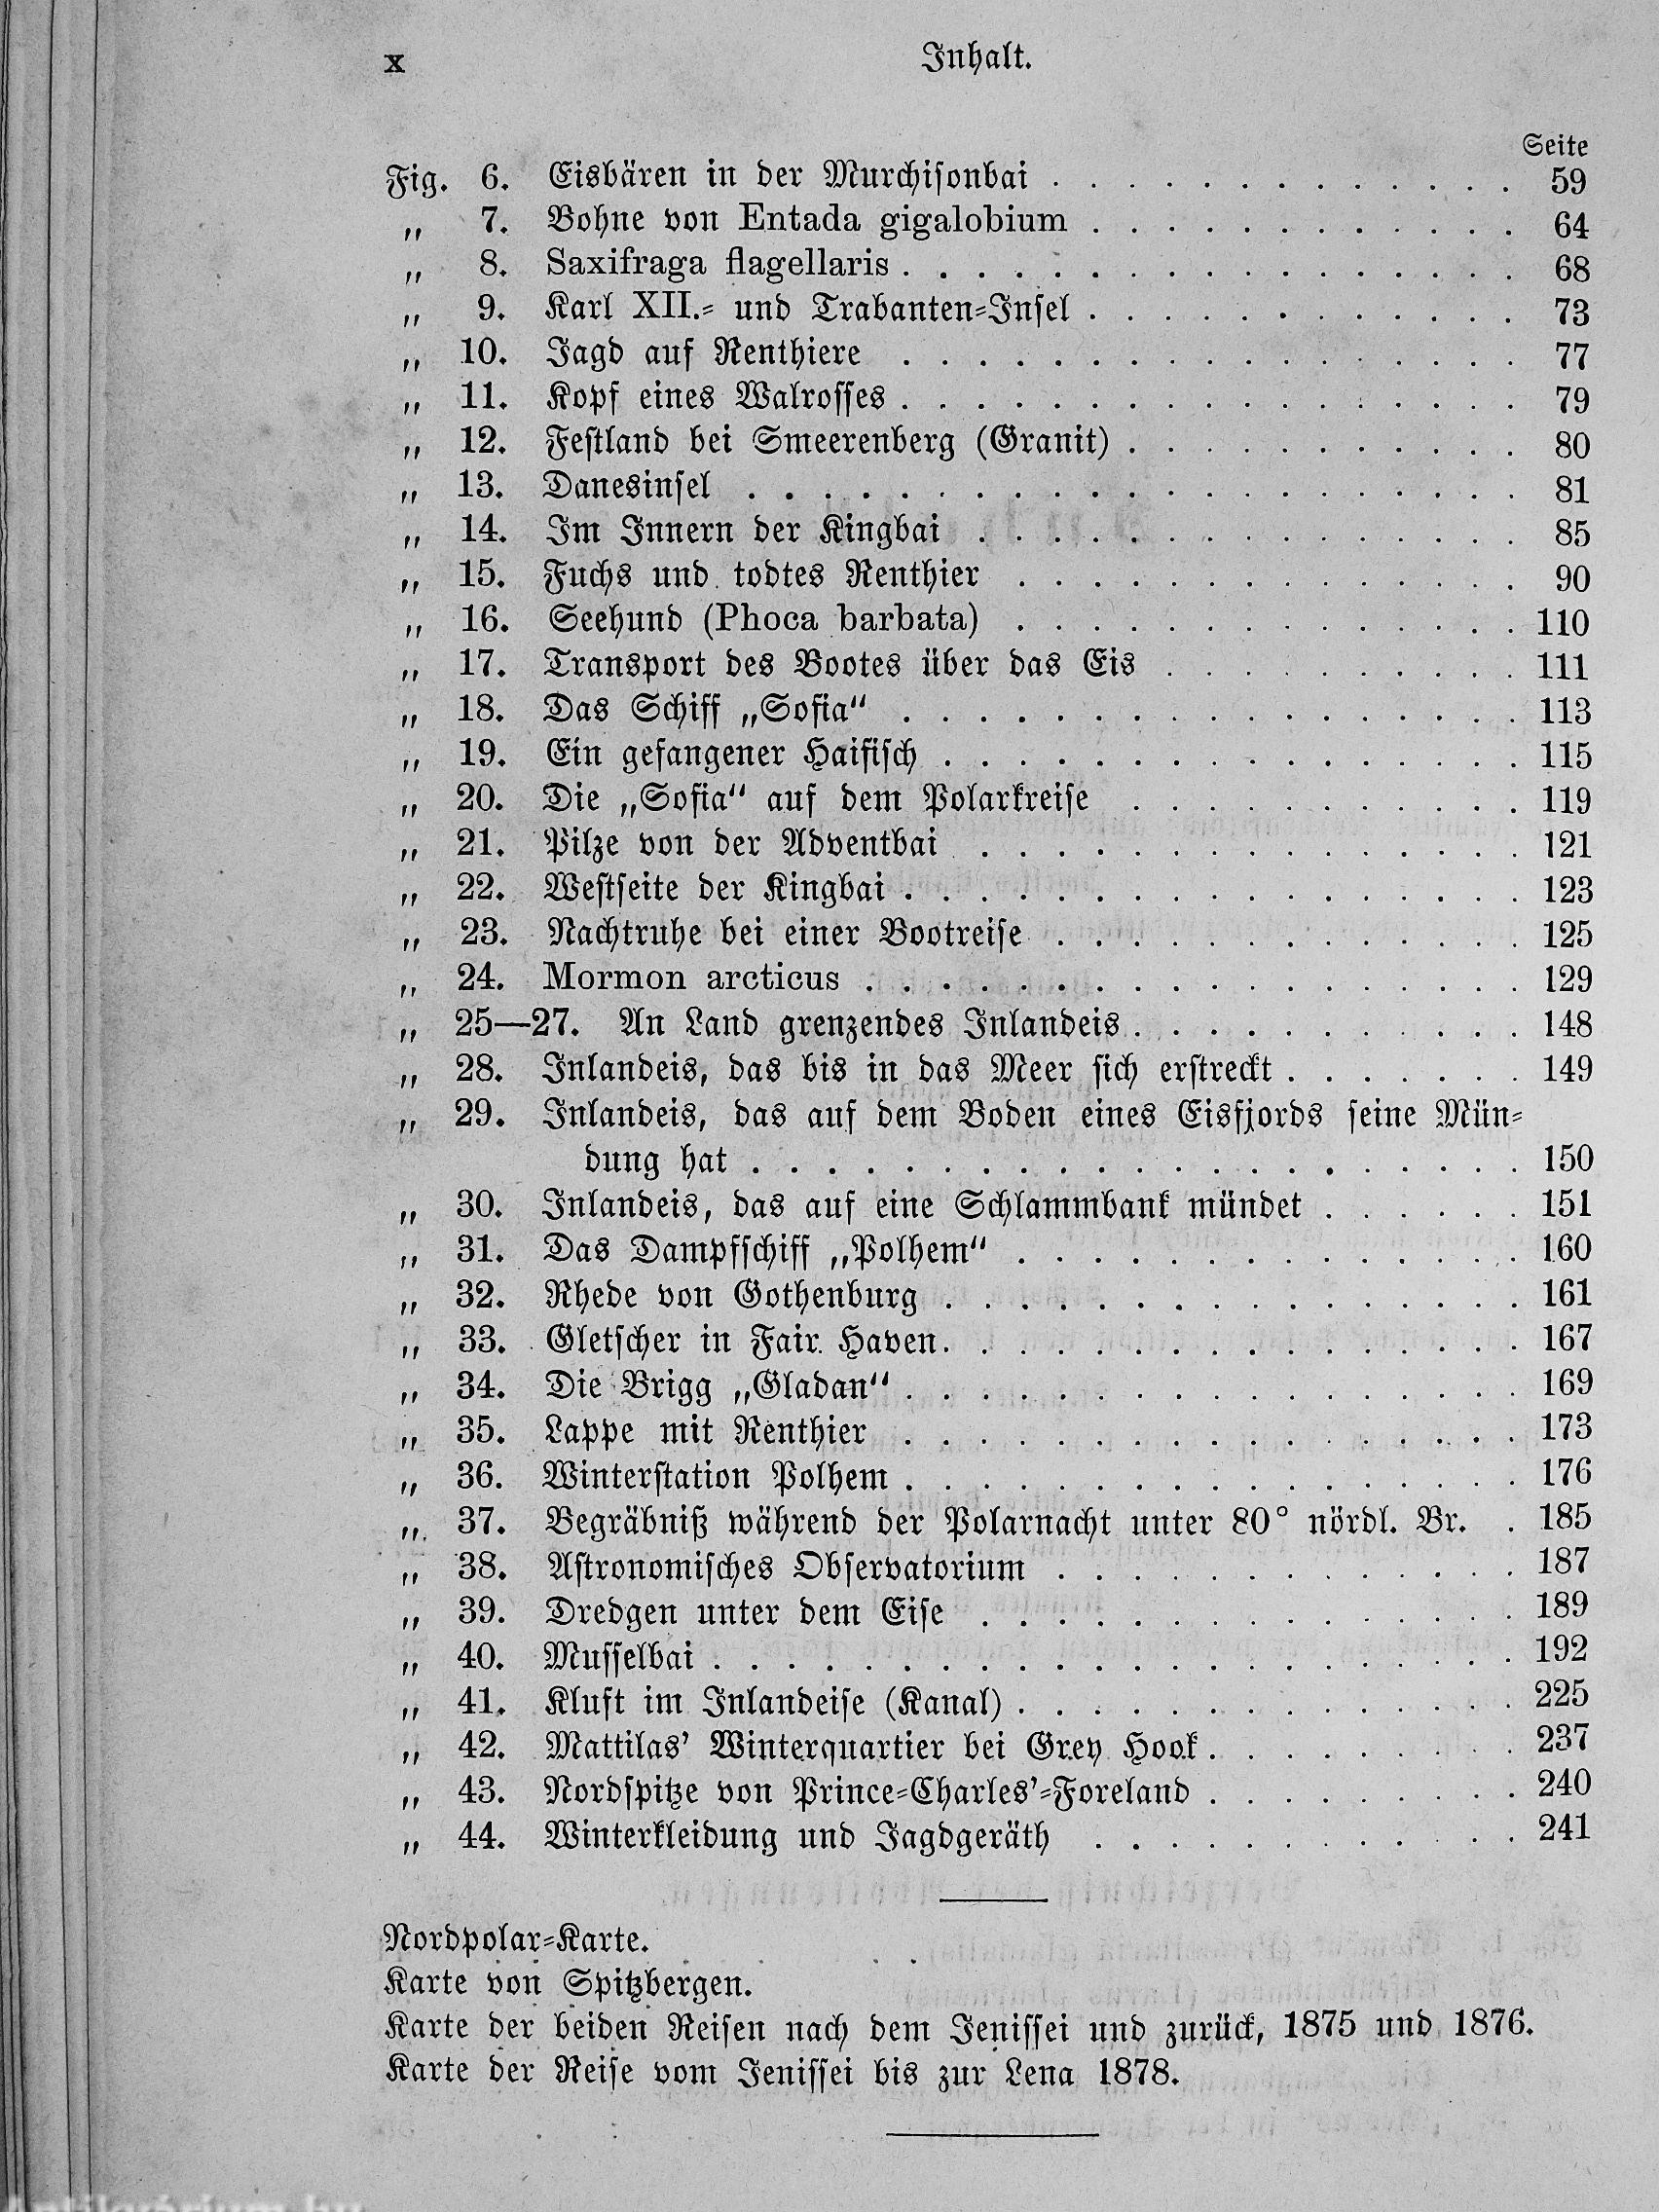 x Inhalt.
Seite
Fig. 6. Eisbären in der Murchisonbai . . . . . . . . . . . . . 59
„ 7. Bohne von Entada gigalobium . . . . . . . . . . . . 64
„ 8. Saxifraga flagellaris . . . . . . . . . . . . . . . . . 68
„ 9. Karl XII.- und Trabanten-Insel . . . . . . . . . . . . 73
„ 10. Jagd auf Renthiere . . . . . . . . . . . . . . . . . 77
„ 11. Kopf eines Walrosses . . . . . . . . . . . . . . . . . 79
„ 12. Festland bei Smeerenberg (Granit) . . . . . . . . . . . 80
„ 13. Danesinsel . . . . . . . . . . . . . . . . . . . . . 81
„ 14. Im Innern der Kingbai . . . . . . . . . . . . . . . 85
„ 15. Fuchs und todtes Renthier . . . . . . . . . . . . . . 90
„ 16. Seehund (Phoca barbata) . . . . . . . . . . . . . . 110
„ 17. Transport des Bootes über das Eis . . . . . . . . . . 111
„ 18. Das Schiff „Sofia“ . . . . . . . . . . . . . . . . . 113
„ 19. Ein gefangener Haifisch . . . . . . . . . . . . . . . . 115
„ 20. Die „Sofia“ auf dem Polarkreise . . . . . . . . . . . 119
„ 21. Pilze von der Adventbai . . . . . . . . . . . . . . . 121
„ 22. Westseite der Kingbai . . . . . . . . . . . . . . . . . 123
„ 23. Nachtruhe bei einer Bootreise . . . . . . . . . . . . . 125
„ 24. Mormon arcticus . . . . . . . . . . . . . . . . . . 129
„ 25—27. An Land grenzendes Inlandeis . . . . . . . . . . . 148
„ 28. Inlandeis, das bis in das Meer sich erstreckt . . . . . . . 149
„ 29. Inlandeis, das auf dem Boden eines Eisfjords seine Mün-
dung hat . . . . . . . . . . . . . . . . . . . . . 150
„ 30. Inlandeis, das auf eine Schlammbank mündet . . . . . . 151
„ 31. Das Dampfschiff „Polhem“ . . . . . . . . . . . . . . 160
„ 32. Rhede von Gothenburg . . . . . . . . . . . . . . . . 161
„ 33. Gletscher in Fair Haven . . . . . . . . . . . . . . . . 167
„ 34. Die Brigg „Gladan“ . . . . . . . . . . . . . . . . . 169
„ 35. Lappe mit Renthier . . . . . . . . . . . . . . . . . 173
„ 36. Winterstation Polhem . . . . . . . . . . . . . . . . . 176
„ 37. Begräbniß während der Polarnacht unter 80° nördl. Br. . 185
„ 38. Astronomisches Observatorium . . . . . . . . . . . . . 187
„ 39. Dredgen unter dem Eise . . . . . . . . . . . . . . . 189
„ 40. Musselbai . . . . . . . . . . . . . . . . . . . . . . 192
„ 41. Kluft im Inlandeise (Kanal) . . . . . . . . . . . . . . 225
„ 42. Mattilas’ Winterquartier bei Grey Hook . . . . . . . . . 237
„ 43. Nordspitze von Prince-Charles’-Foreland . . . . . . . . . 240
„ 44. Winterkleidung und Jagdgeräth . . . . . . . . . . . . 241
Nordpolar-Karte.
Karte von Spitzbergen.
Karte der beiden Reisen nach dem Jenissei und zurück, 1875 und 1876.
Karte der Reise vom Jenissei bis zur Lena 1878.